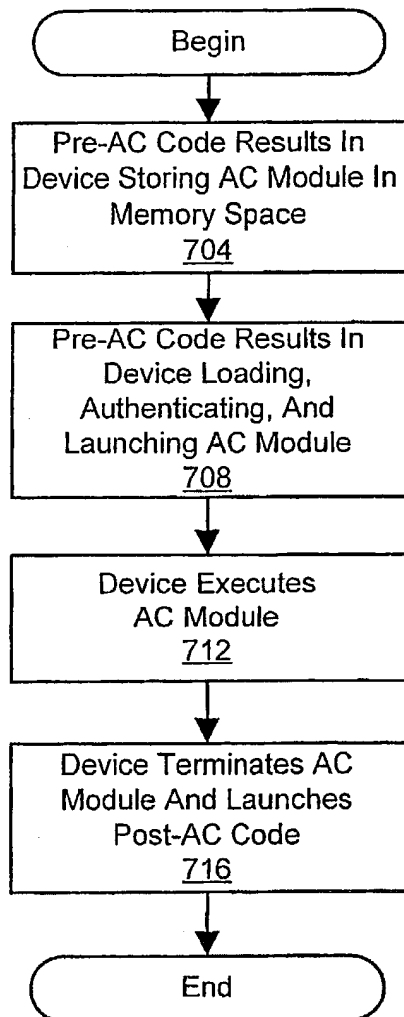 Begin
Pre-AC Code Results In
Device Storing AC Module In
Memory Space
704
Pre-AC Code Results In
Device Loading,
Authenticating, And
Launching AC Module
708
Device Executes
AC Module
712
Device Terminates AC
Module And Launches
Post-AC Code
716
End